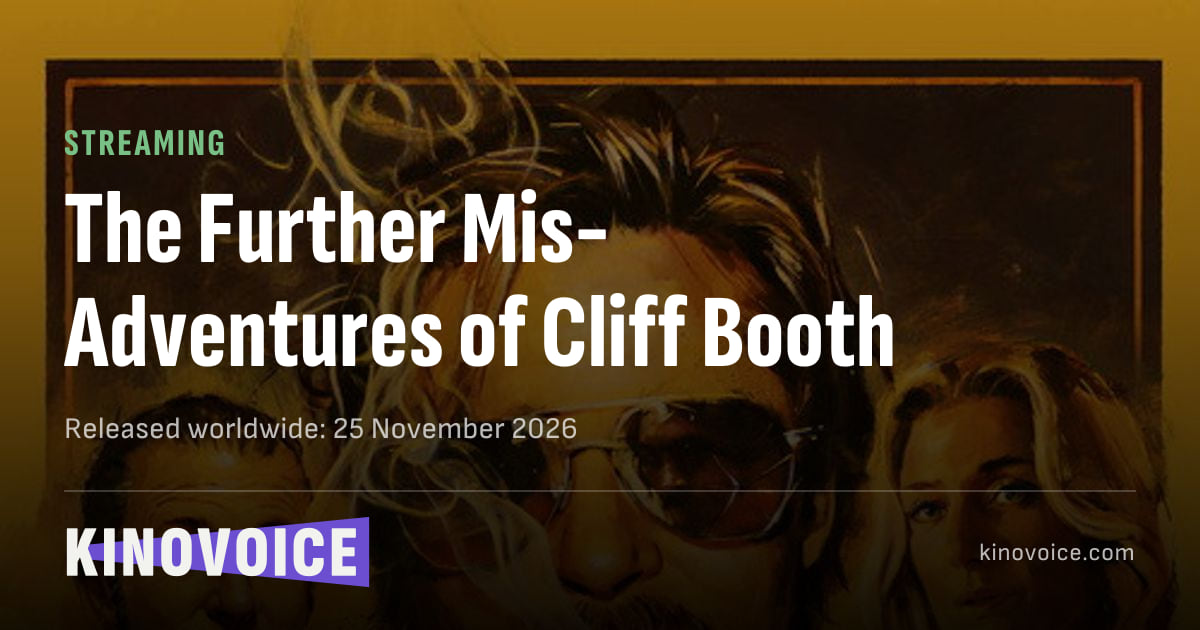 STREAMING
The Further Mis-
Adventures of Cliff Booth
Released worldwide: 25 November 2026
KINOVOICE
kinovoice.com